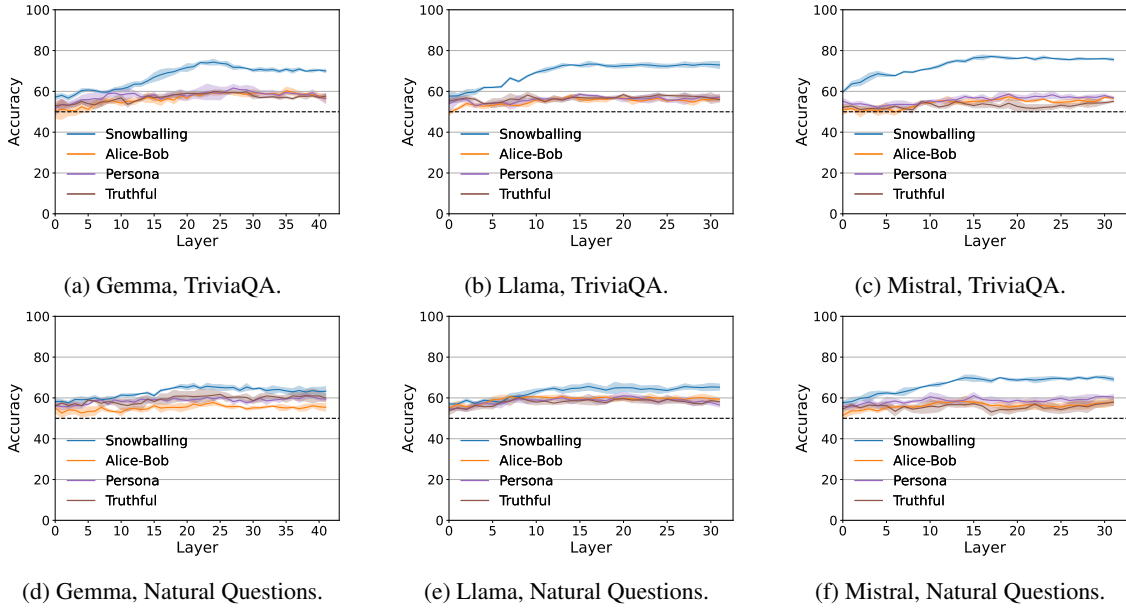 100
80
60
40
20
0
Accuracy
Snowballing
Alice-Bob
Persona
Truthful
0 5 10 15 20 25 30 35 40
Layer
(a) Gemma, TriviaQA.
100
80
60
40
20
0
Accuracy
Snowballing
Alice-Bob
Persona
Truthful
0 5 10 15 20 25 30
Layer
(b) Llama, TriviaQA.
100
80
60
40
20
0
Accuracy
Snowballing
Alice-Bob
Persona
Truthful
0 5 10 15 20 25 30
Layer
(c) Mistral, TriviaQA.
100
80
60
40
20
0
Accuracy
Snowballing
Alice-Bob
Persona
Truthful
0 5 10 15 20 25 30 35 40
Layer
(d) Gemma, Natural Questions.
100
80
60
40
20
0
Accuracy
Snowballing
Alice-Bob
Persona
Truthful
0 5 10 15 20 25 30
Layer
(e) Llama, Natural Questions.
100
80
60
40
20
0
Accuracy
Snowballing
Alice-Bob
Persona
Truthful
0 5 10 15 20 25 30
Layer
(f) Mistral, Natural Questions.